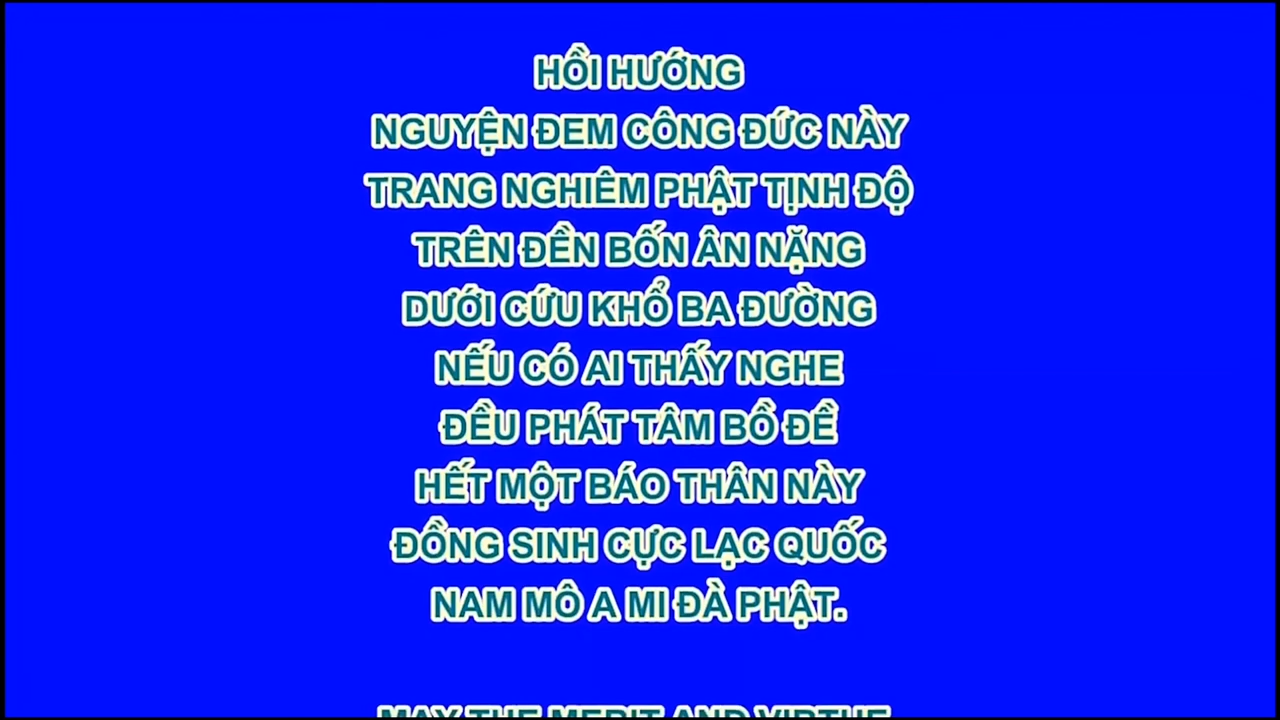 HỒI HƯỚNG
NGUYỆN ĐEM CÔNG ĐỨC NÀY
TRANG NGHIÊM PHẬT TỊNH ĐỘ
TRÊN ĐỀN BỐN ÂN NẶNG
DƯỚI CỨU KHỔ BA ĐƯỜNG
NẾU CÓ AI THẤY NGHE
ĐỀU PHÁT TÂM BỒ ĐỀ
HẾT MỘT BÁO THÂN NÀY
ĐỒNG SINH CỰC LẠC QUỐC
NAM MÔ A MI ĐÀ PHẬT.
MAY THE MERIT AND VIRTUE